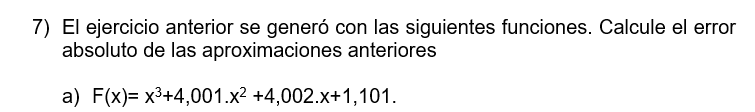 7) El ejercicio anterior se generó con las siguientes funciones. Calcule el error
absoluto de las aproximaciones anteriores
a) F(x)= x³+4,001.x² +4,002.x+1,101.